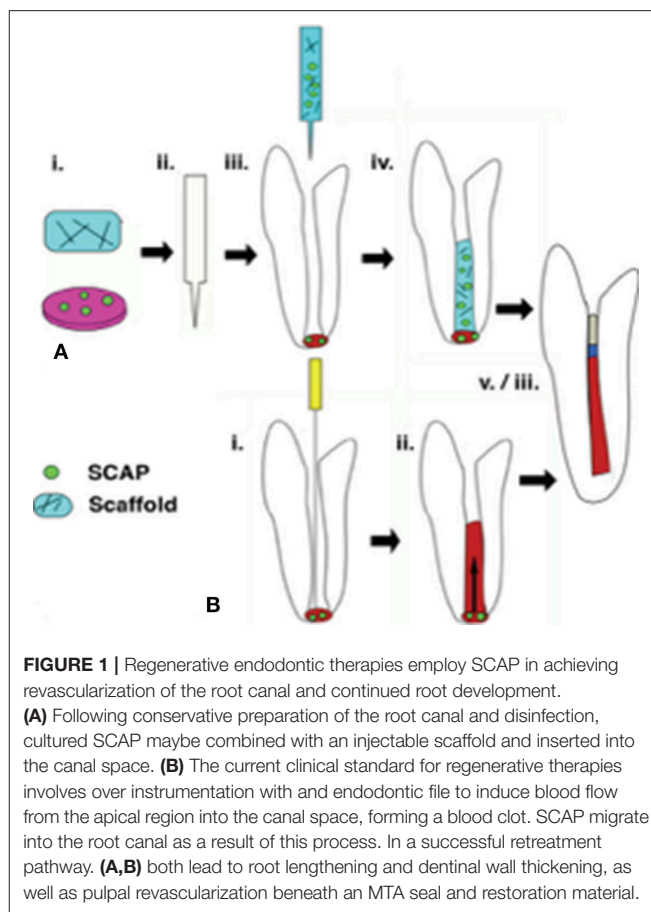 i.
ii.
iii.
iv.
A
v. / iii.
i.
ii.
SCAP
Scaffold
B
FIGURE 1 | Regenerative endodontic therapies employ SCAP in achieving
revascularization of the root canal and continued root development.
(A) Following conservative preparation of the root canal and disinfection,
cultured SCAP maybe combined with an injectable scaffold and inserted into
the canal space. (B) The current clinical standard for regenerative therapies
involves over instrumentation with and endodontic file to induce blood flow
from the apical region into the canal space, forming a blood clot. SCAP migrate
into the root canal as a result of this process. In a successful retreatment
pathway. (A,B) both lead to root lengthening and dentinal wall thickening, as
well as pulpal revascularization beneath an MTA seal and restoration material.